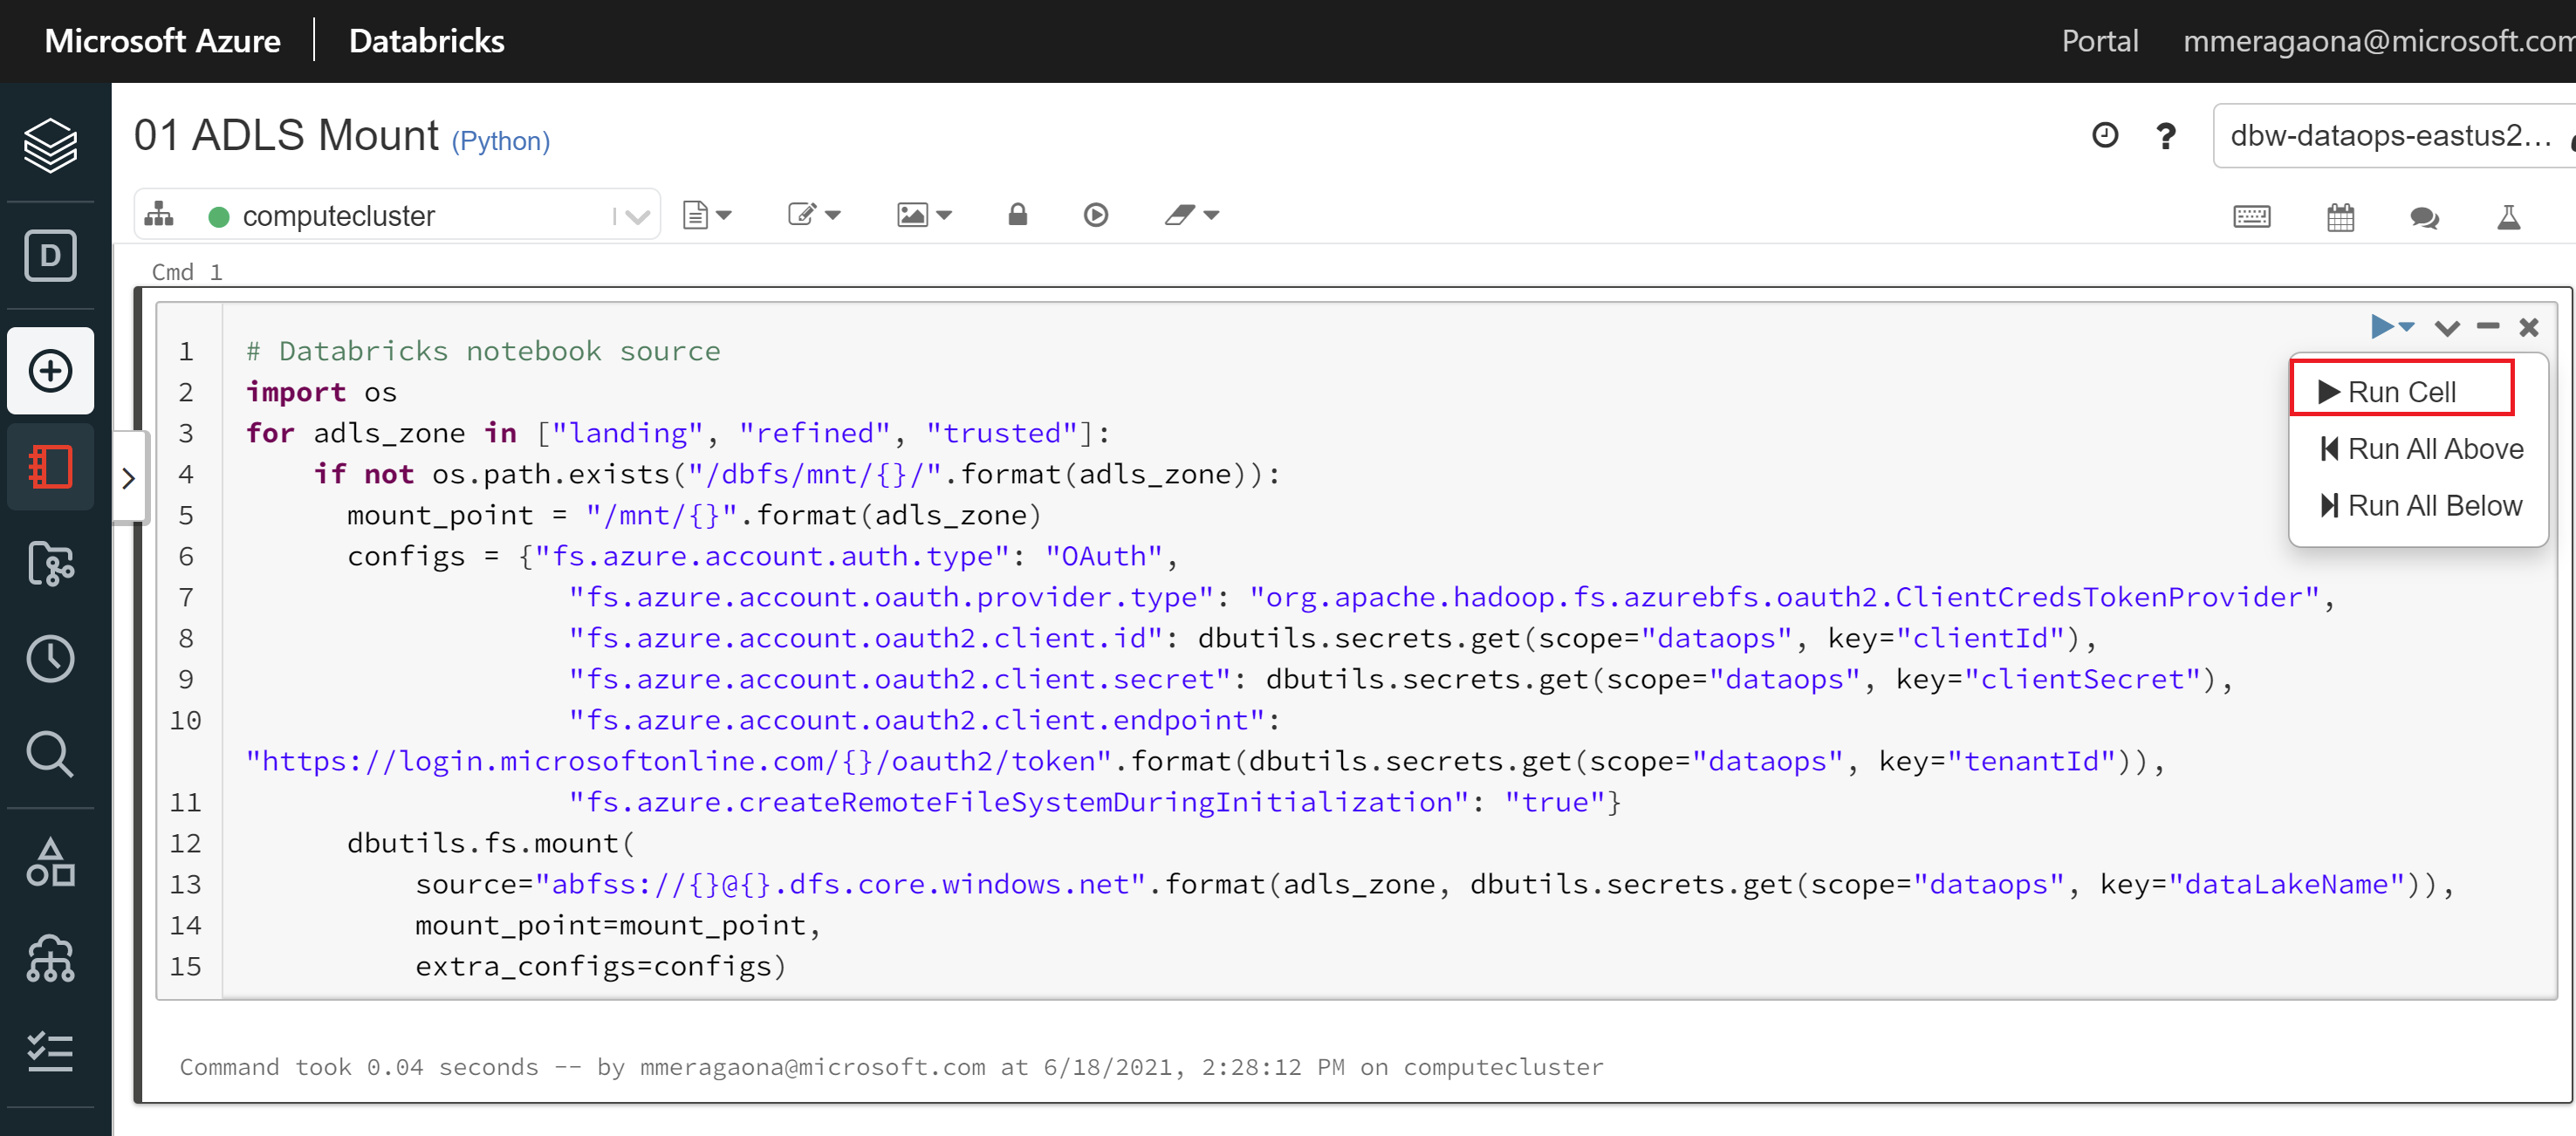 Microsoft Azure | Databricks
Portal mmeragaona@microsoft.com
01 ADLS Mount (Python)
dbw-dataops-eastus2...
computecluster
D
Cmd 1
1 # Databricks notebook source
2 import os
3 for adls_zone in ["landing", "refined", "trusted"]:
4     if not os.path.exists("/dbfs/mnt/{}/".format(adls_zone)):
5       mount_point = "/mnt/{}".format(adls_zone)
6       configs = {"fs.azure.account.auth.type": "OAuth",
7                    "fs.azure.account.oauth.provider.type": "org.apache.hadoop.fs.azurebfs.oauth2.ClientCredsTokenProvider",
8                    "fs.azure.account.oauth2.client.id": dbutils.secrets.get(scope="dataops", key="clientId"),
9                    "fs.azure.account.oauth2.client.secret": dbutils.secrets.get(scope="dataops", key="clientSecret"),
10                    "fs.azure.account.oauth2.client.endpoint":
"https://login.microsoftonline.com/{}/oauth2/token".format(dbutils.secrets.get(scope="dataops", key="tenantId")),
11                    "fs.azure.createRemoteFileSystemDuringInitialization": "true"}
12       dbutils.fs.mount(
13           source="abfss://{}@{}.dfs.core.windows.net".format(adls_zone, dbutils.secrets.get(scope="dataops", key="dataLakeName")),
14           mount_point=mount_point,
15           extra_configs=configs)
Run Cell
Run All Above
Run All Below
Command took 0.04 seconds -- by mmeragaona@microsoft.com at 6/18/2021, 2:28:12 PM on computecluster